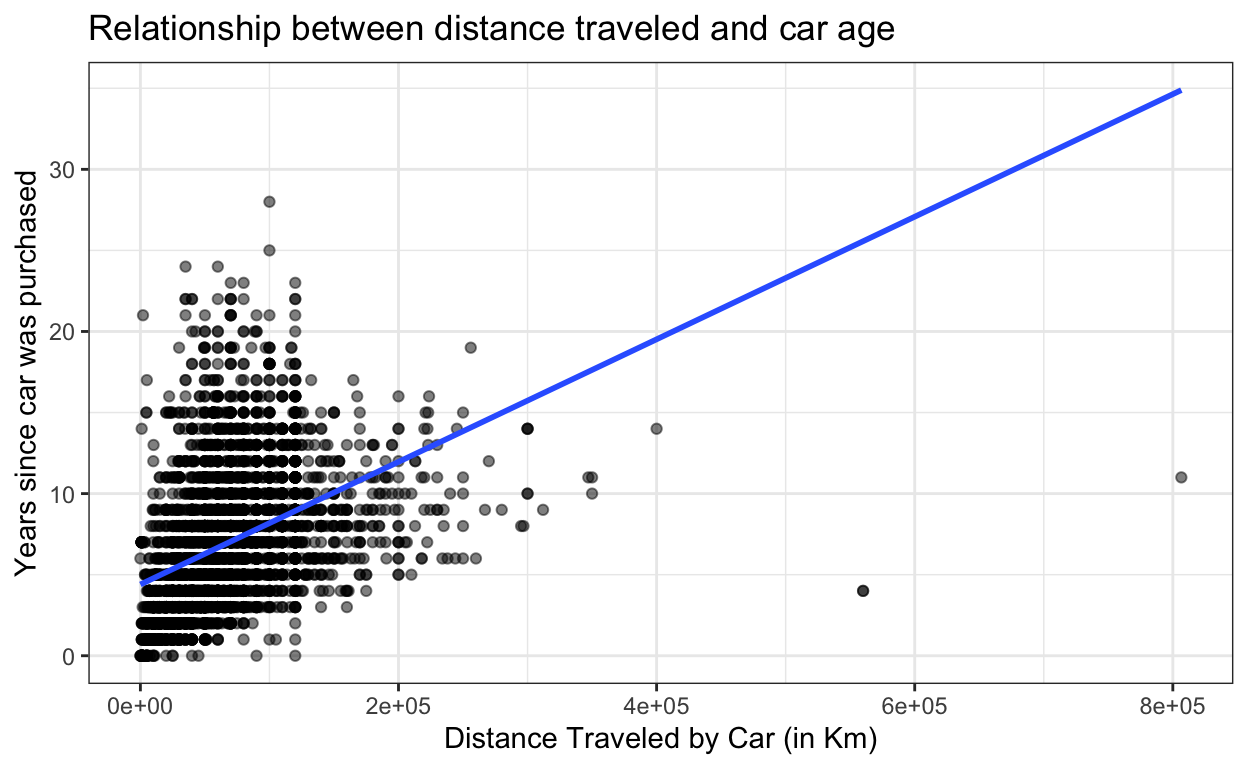 Relationship between distance traveled and car age
Years since car was purchased
30
20
10
0
0e+00 2e+05 4e+05 6e+05 8e+05
Distance Traveled by Car (in Km)